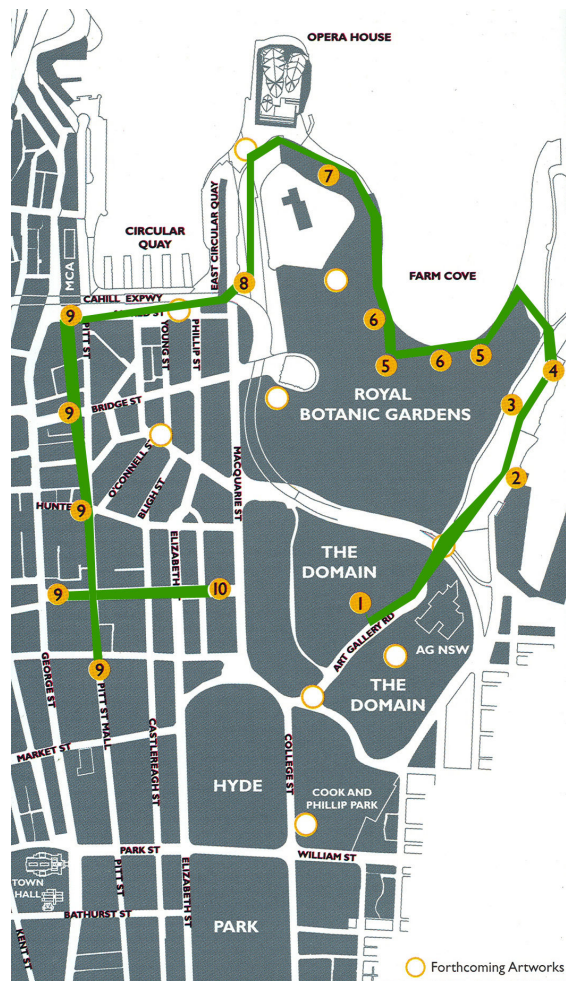 OPERA HOUSE
7
EAST CIRCULAR QUAY
CIRCULAR
QUAY
MCA
FARM COVE
8
CAHILL EXPWY
9
PITT ST
YOUNG ST
PHILLIP ST
6
5
6
5
4
ROYAL
BOTANIC GARDENS
3
9
BRIDGE ST
O'CONNELL ST
BLIGH ST
MACQUARIE ST
2
HUNTE
9
ELIZABETH
THE
DOMAIN
1
9
10
ART GALLERY RD
AG NSW
9
GEORGE ST
PITT ST MALL
THE
DOMAIN
CASTLEREAGH ST
COLLEGE ST
MARKET ST
HYDE
COOK AND
PHILLIP PARK
PARK ST
WILLIAM ST
TOWN
HALL
PITT ST
ELIZABETH ST
BATHURST ST
PARK
KENT ST
Forthcoming Artworks